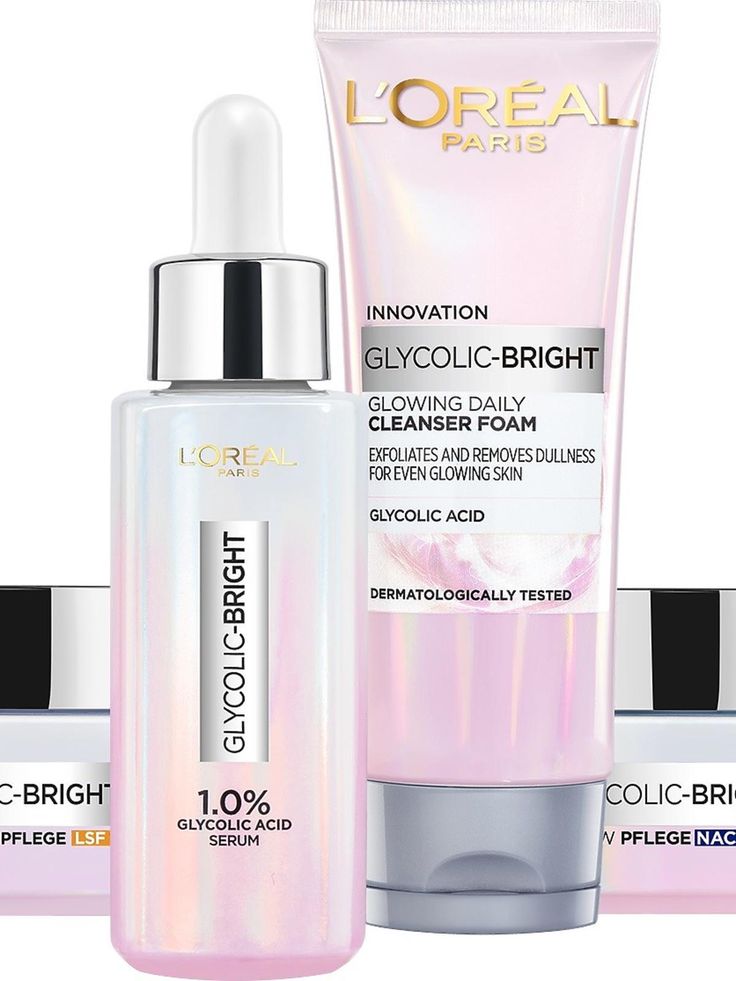 L'ORÉAL
PARIS
INNOVATION
GLYCOLIC-BRIGHT
GLOWING DAILY
CLEANSER FOAM
EXFOLIATES AND REMOVES DULLNESS
FOR EVEN GLOWING SKIN
GLYCOLIC ACID
DERMATOLOGICALLY TESTED
L'ORÉAL
PARIS
GLYCOLIC-BRIGHT
1.0%
GLYCOLIC ACID
SERUM
C-BRIGHT
PFLEGE LSF
COLIC-BRI
W PFLEGE NAC